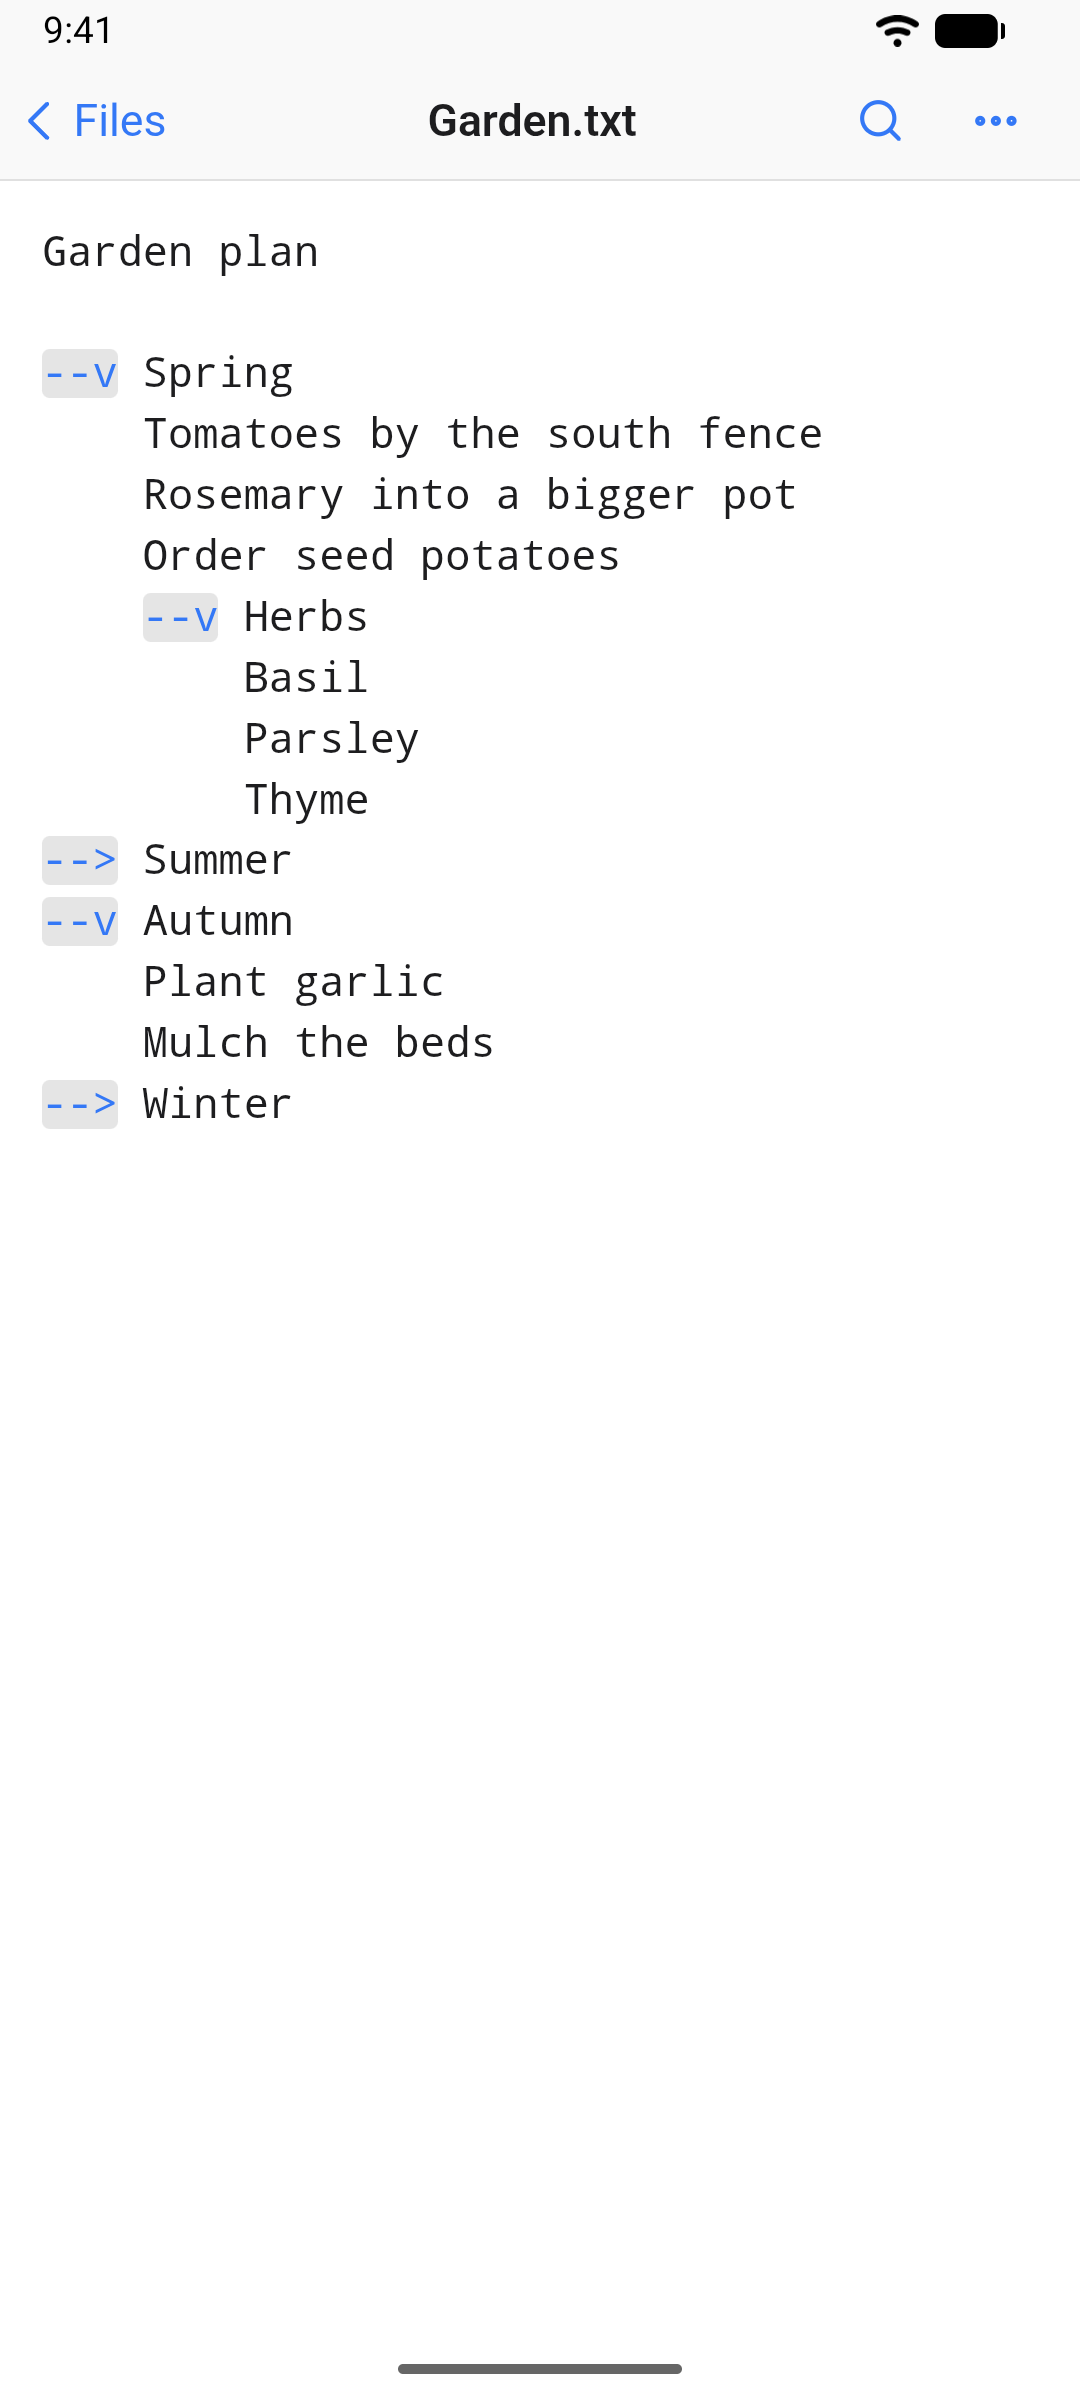 9:41
Files Garden.txt
Garden plan

--v Spring
    Tomatoes by the south fence
    Rosemary into a bigger pot
    Order seed potatoes
    --v Herbs
        Basil
        Parsley
        Thyme
--> Summer
--v Autumn
    Plant garlic
    Mulch the beds
--> Winter